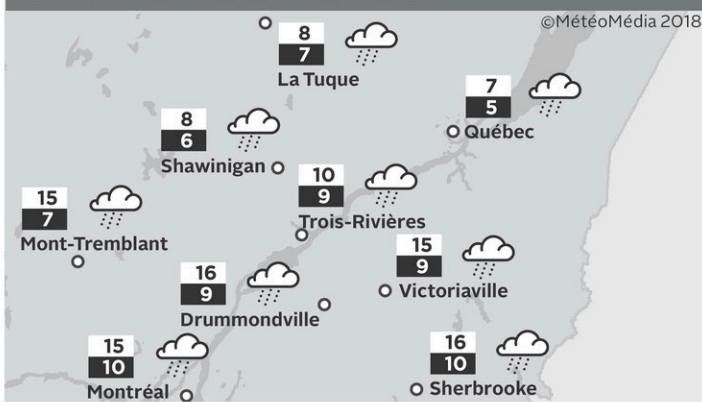 ©MétéoMédia 2018
8
7
La Tuque
7
5
Québec
8
6
Shawinigan
10
9
Trois-Rivières
15
7
Mont-Tremblant
15
9
Victoriaville
16
9
Drummondville
15
10
Montréal
16
10
Sherbrooke